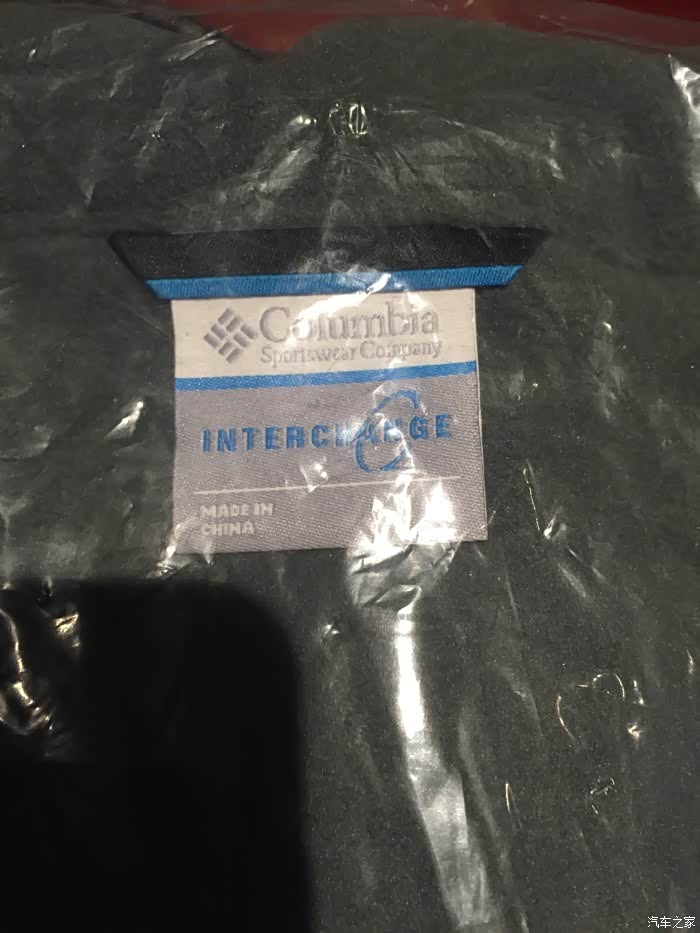 Columbia
Sportswear Company
INTERCHANGE
MADE IN
CHINA
汽车之家